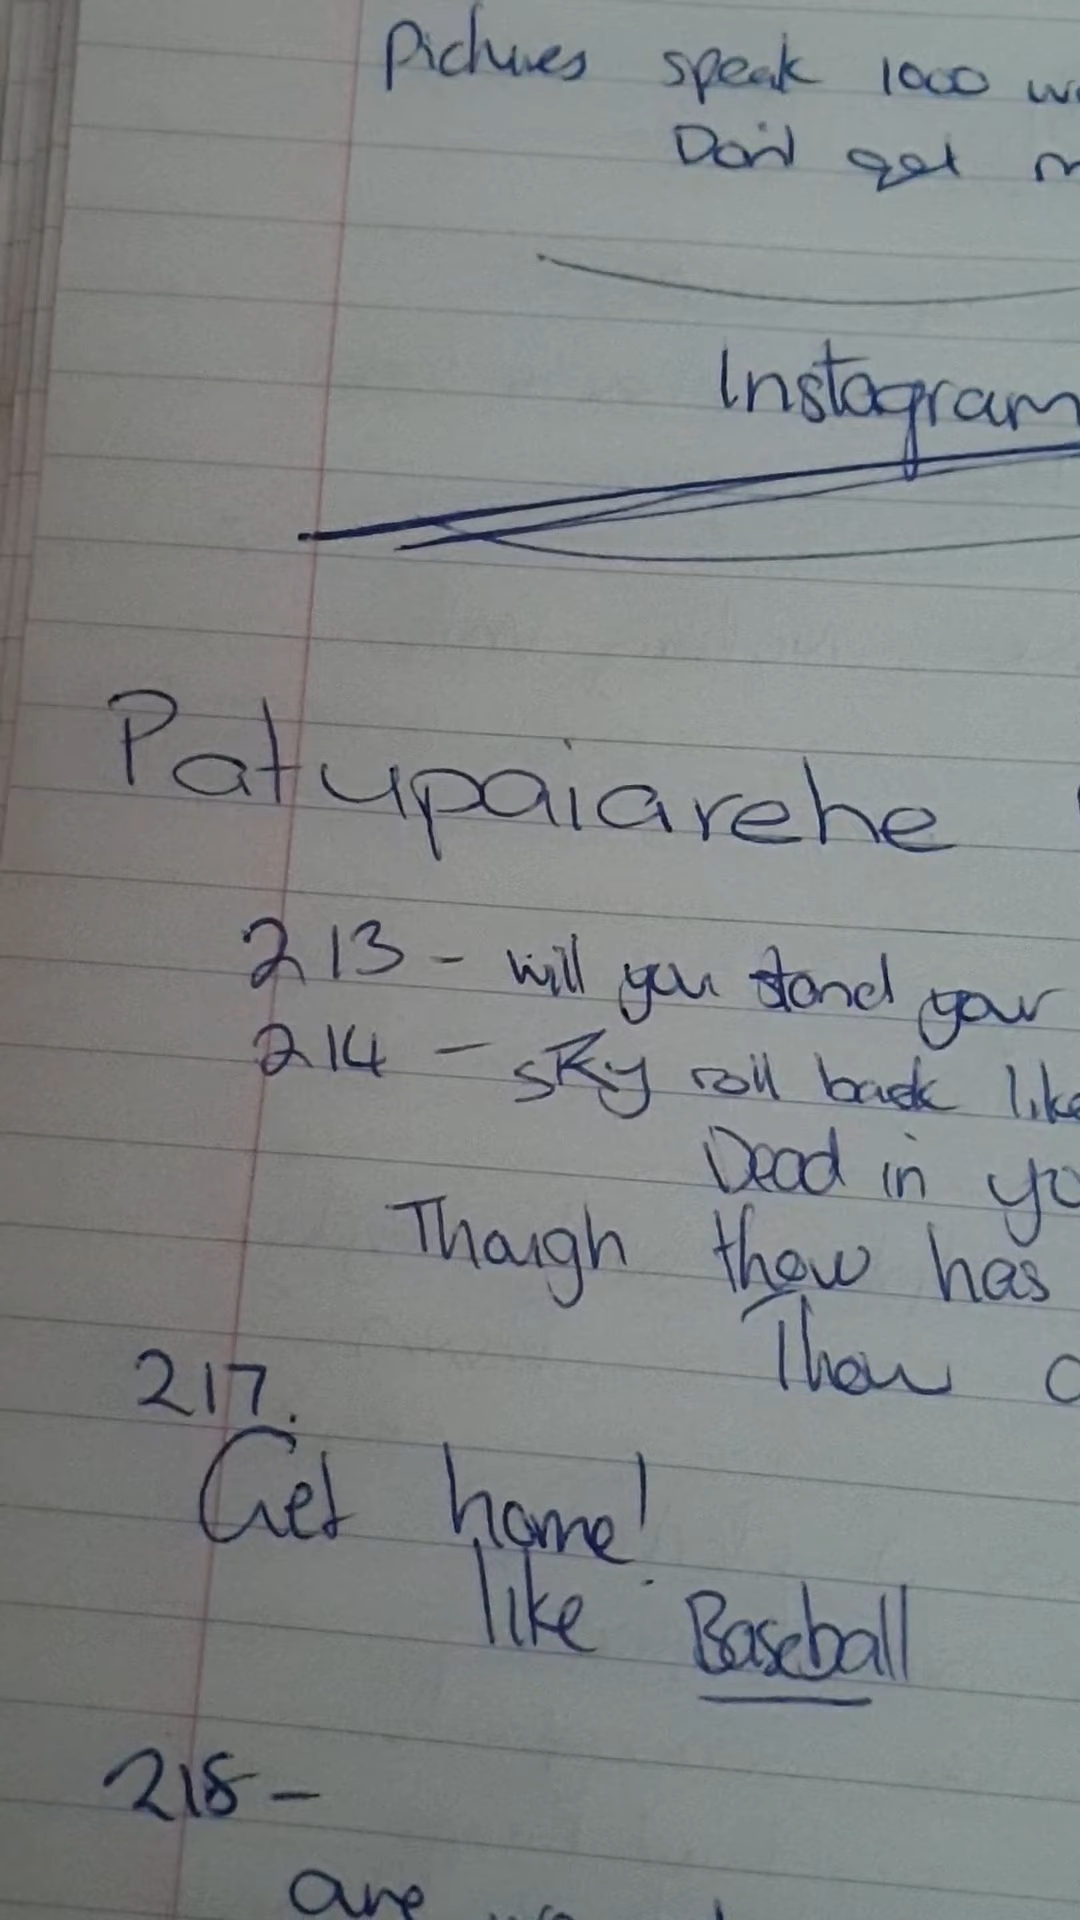 Pictures speak 1000
Don't get
Instagram
Patupaiarehe
213 - will you stand your
214 - sky roll back like
Dead in
Though thow has
Thow
217.
Get home!
like Baseball
218 -
are